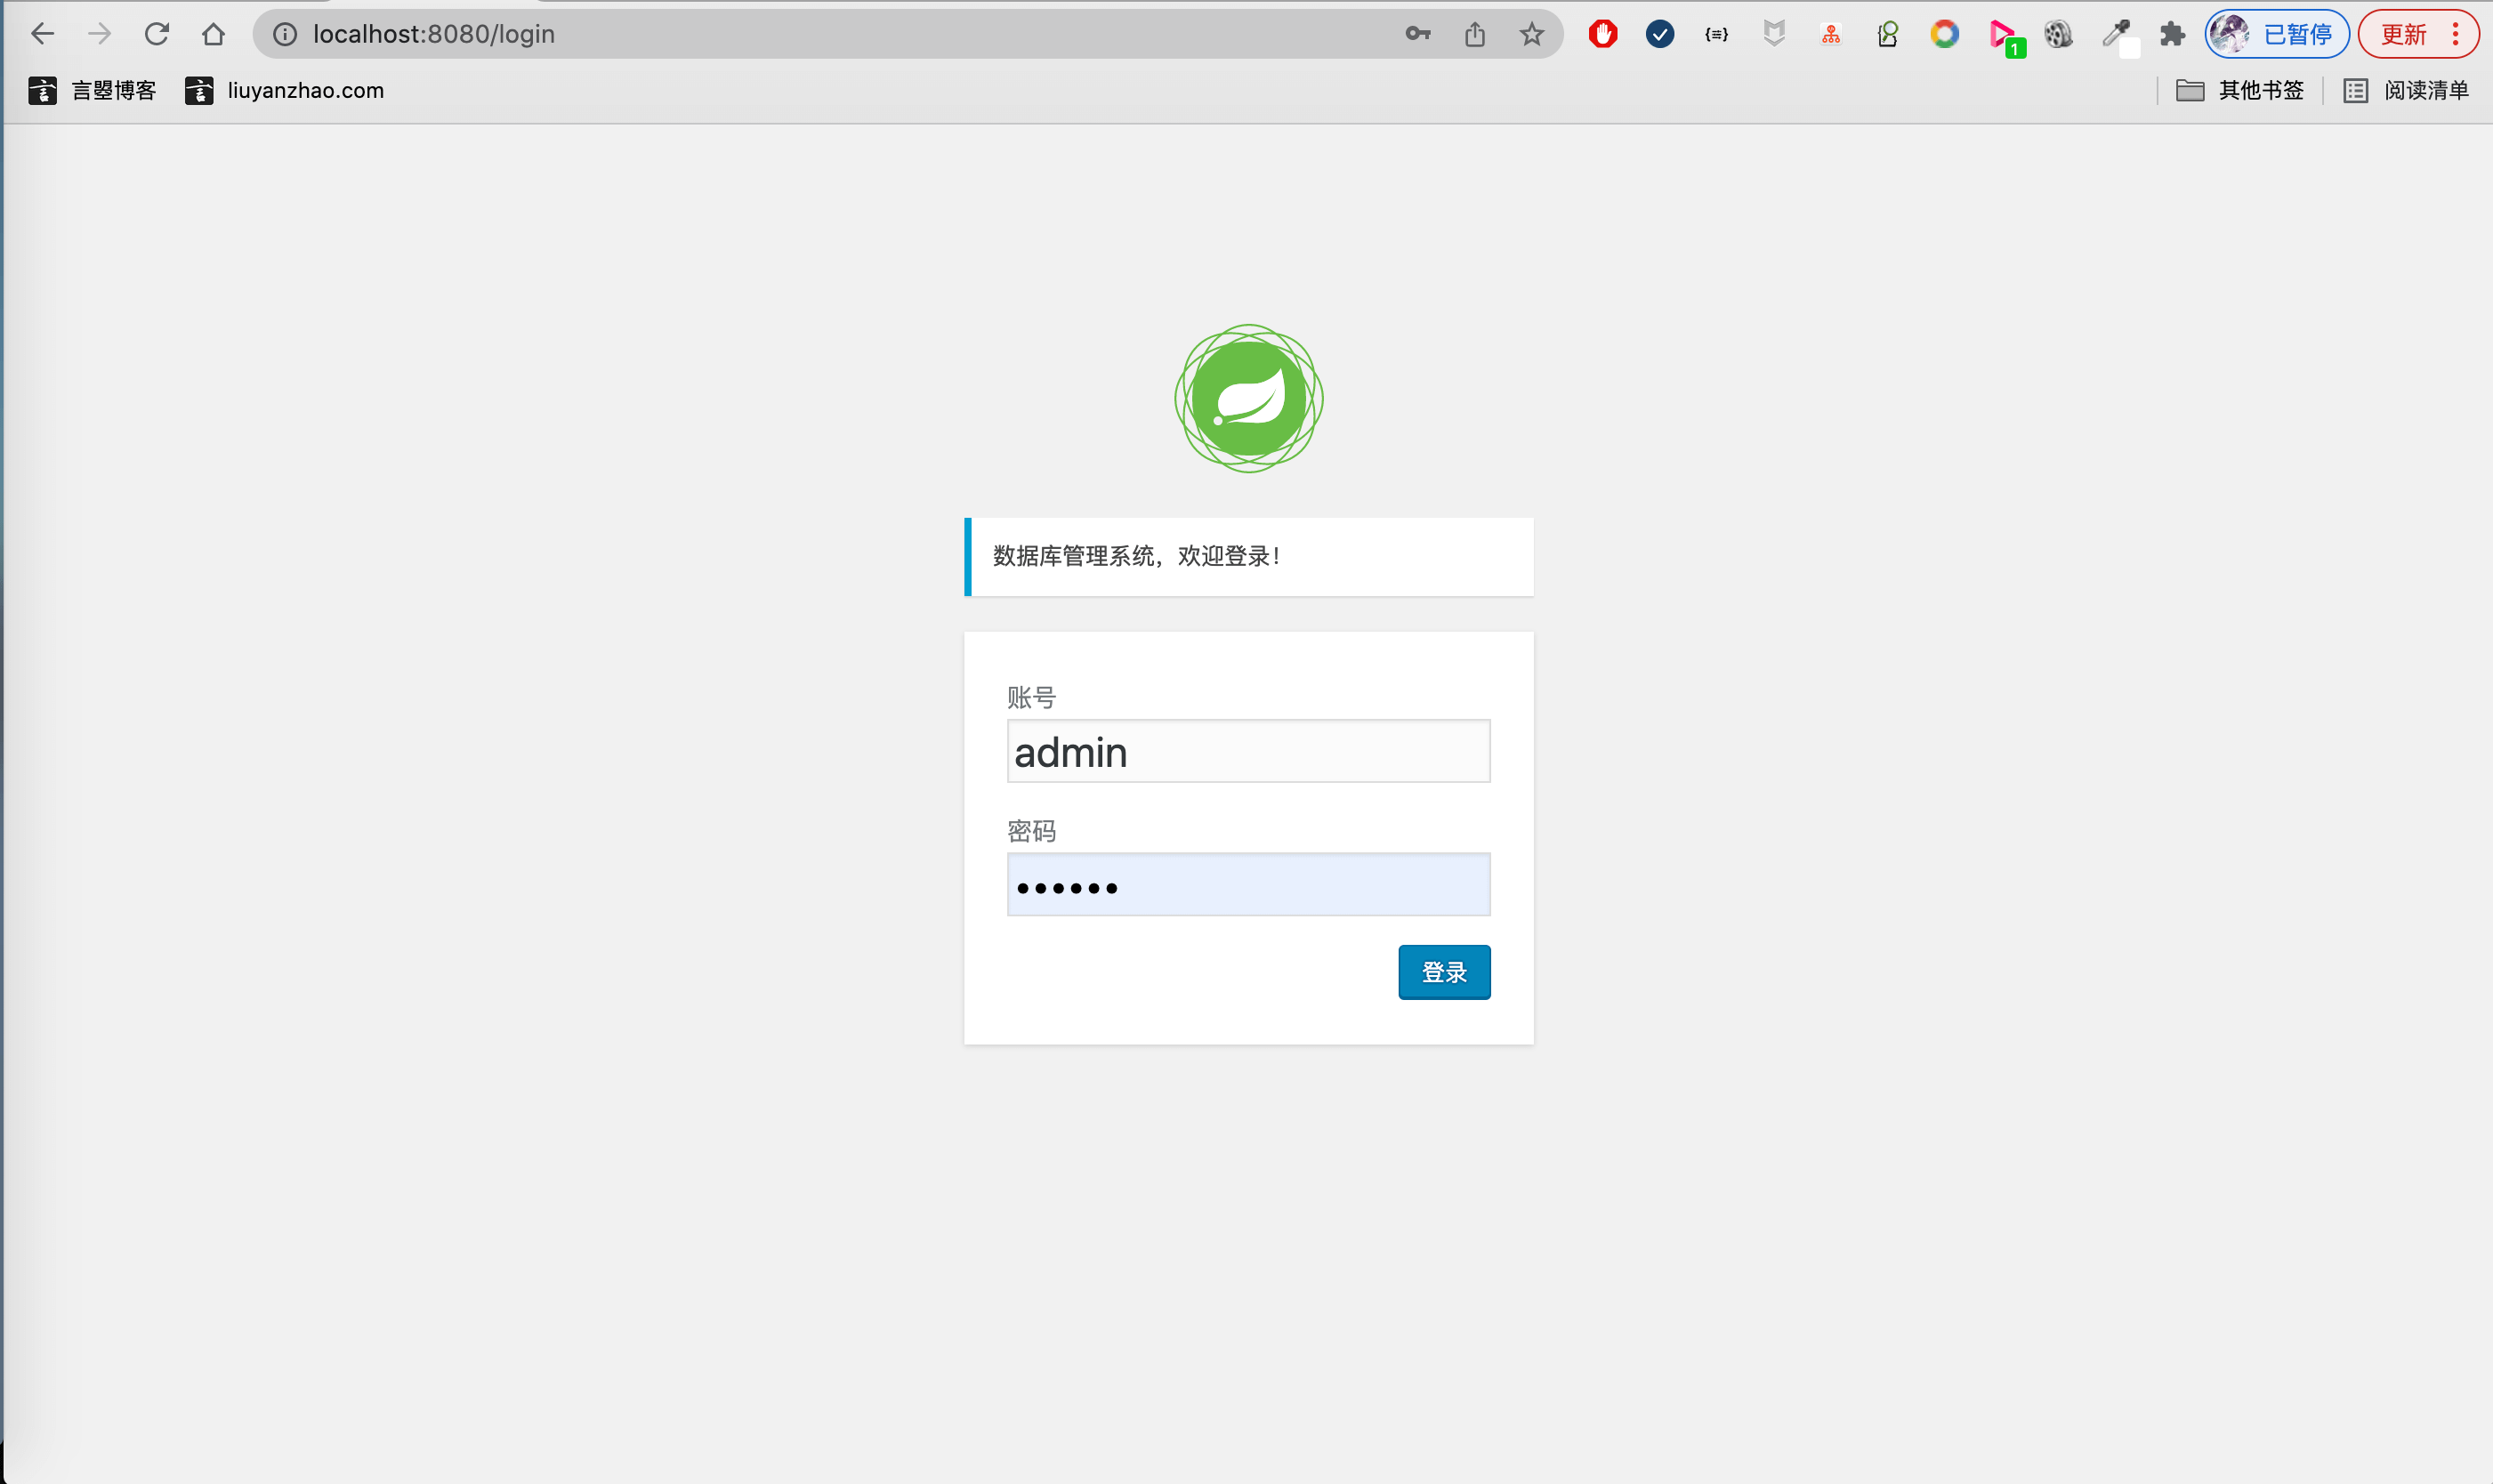 localhost:8080/login
1
已暂停
更新
言曌博客
liuyanzhao.com
其他书签
阅读清单
数据库管理系统，欢迎登录！
账号
admin
密码
••••••
登录